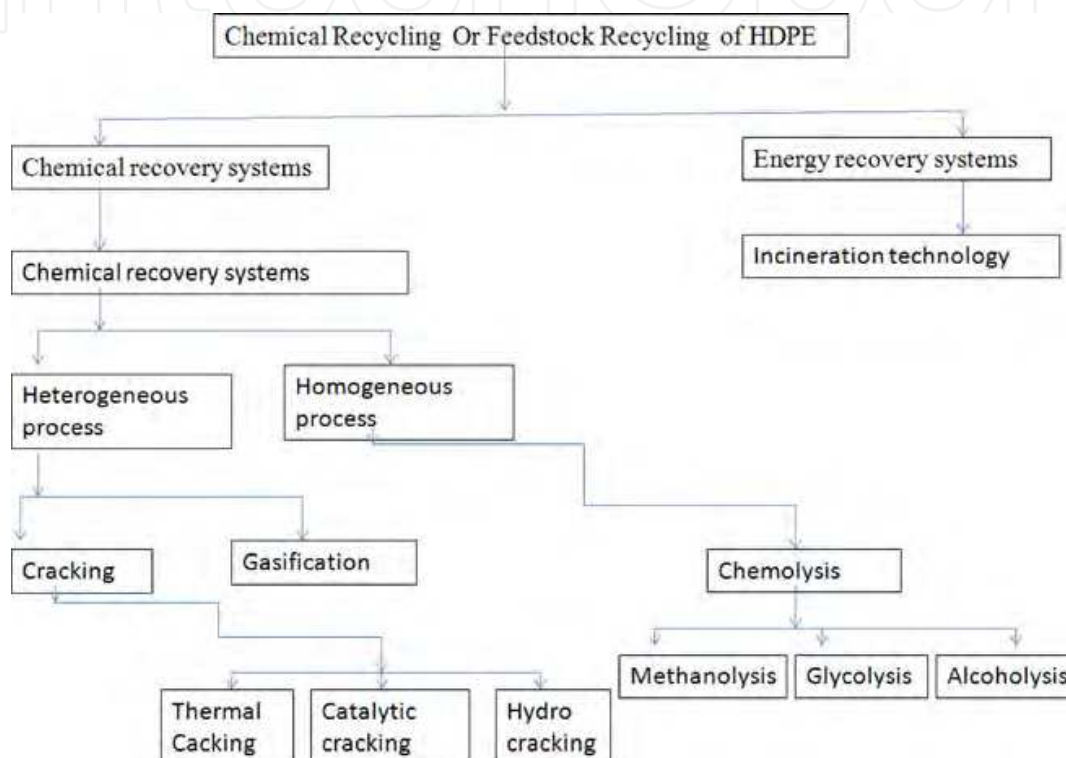 Chemical Recycling Or Feedstock Recycling of HDPE
Chemical recovery systems
Energy recovery systems
Chemical recovery systems
Incineration technology
Heterogeneous
process
Homogeneous
process
Cracking
Gasification
Chemolysis
Methanolysis
Glycolysis
Alcoholysis
Thermal
Cacking
Catalytic
cracking
Hydro
cracking